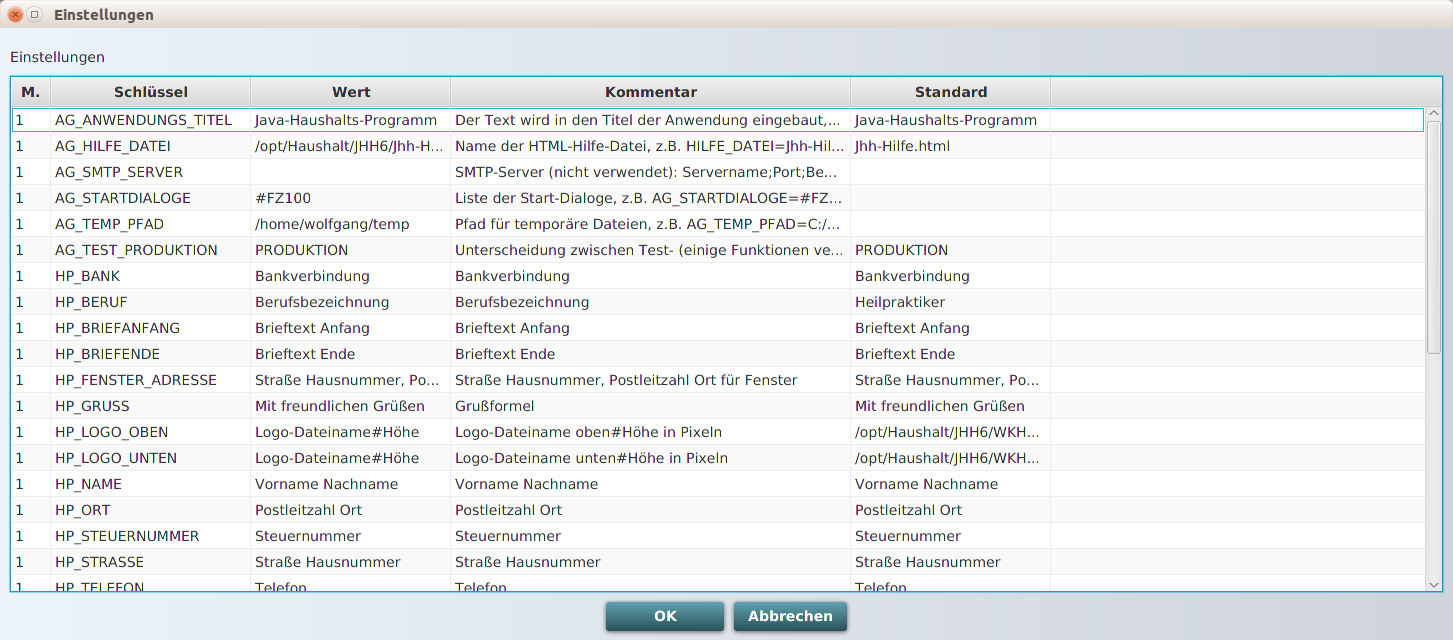 Einstellungen
Einstellungen
M. Schlüssel Wert Kommentar Standard
1 AG_ANWENDUNGS_TITEL Java-Haushalts-Programm Der Text wird in den Titel der Anwendung eingebaut,... Java-Haushalts-Programm
1 AG_HILFE_DATEI /opt/Haushalt/JHH6/Jhh-H... Name der HTML-Hilfe-Datei, z.B. HILFE_DATEI=Jhh-Hil... Jhh-Hilfe.html
1 AG_SMTP_SERVER SMTP-Server (nicht verwendet): Servername;Port;Be...
1 AG_STARTDIALOGE #FZ100 Liste der Start-Dialoge, z.B. AG_STARTDIALOGE=#FZ...
1 AG_TEMP_PFAD /home/wolfgang/temp Pfad für temporäre Dateien, z.B. AG_TEMP_PFAD=C:/...
1 AG_TEST_PRODUKTION PRODUKTION Unterscheidung zwischen Test- (einige Funktionen ve... PRODUKTION
1 HP_BANK Bankverbindung Bankverbindung Bankverbindung
1 HP_BERUF Berufsbezeichnung Berufsbezeichnung Heilpraktiker
1 HP_BRIEFANFANG Brieftext Anfang Brieftext Anfang Brieftext Anfang
1 HP_BRIEFENDE Brieftext Ende Brieftext Ende Brieftext Ende
1 HP_FENSTER_ADRESSE Straße Hausnummer, Po... Straße Hausnummer, Postleitzahl Ort für Fenster Straße Hausnummer, Po...
1 HP_GRUSS Mit freundlichen Grüßen Grußformel Mit freundlichen Grüßen
1 HP_LOGO_OBEN Logo-Dateiname#Höhe Logo-Dateiname oben#Höhe in Pixeln /opt/Haushalt/JHH6/WKH...
1 HP_LOGO_UNTEN Logo-Dateiname#Höhe Logo-Dateiname unten#Höhe in Pixeln /opt/Haushalt/JHH6/WKH...
1 HP_NAME Vorname Nachname Vorname Nachname Vorname Nachname
1 HP_ORT Postleitzahl Ort Postleitzahl Ort Postleitzahl Ort
1 HP_STEUERNUMMER Steuernummer Steuernummer Steuernummer
1 HP_STRASSE Straße Hausnummer Straße Hausnummer Straße Hausnummer
1 HP_TELEFON Telefon Telefon Telefon
OK Abbrechen